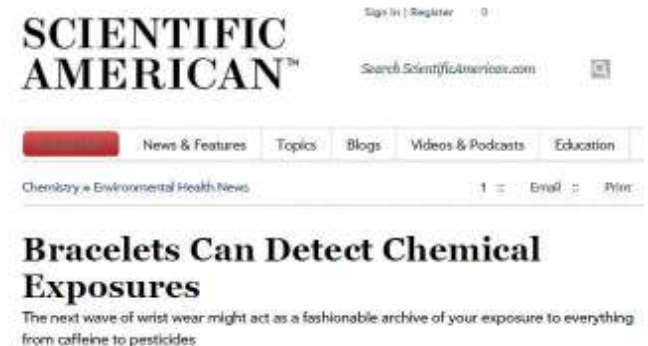 Sign In | Register 0
SCIENTIFIC
AMERICAN™
Search ScientificAmerican.com
News & Features Topics Blogs Videos & Podcasts Education
Chemistry » Environmental Health News
1 :: Email :: Print
Bracelets Can Detect Chemical
Exposures
The next wave of wrist wear might act as a fashionable archive of your exposure to everything
from caffeine to pesticides